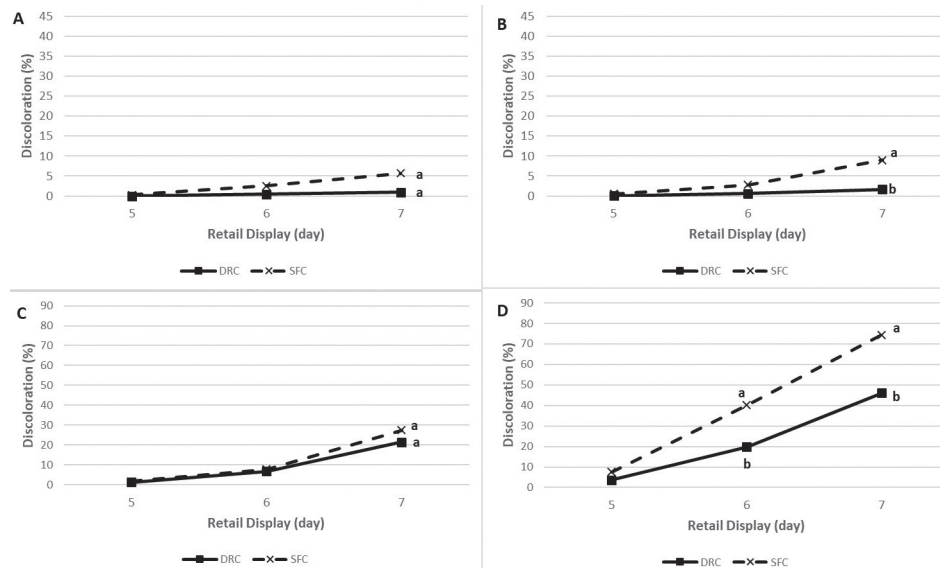 A
Discoloration (%)
45
40
35
30
25
20
15
10
5
0
a
a
5 6 7
Retail Display (day)
DRC SFC
B
Discoloration (%)
45
40
35
30
25
20
15
10
5
0
a
b
5 6 7
Retail Display (day)
DRC SFC
C
Discoloration (%)
90
80
70
60
50
40
30
20
10
0
a
a
5 6 7
Retail Display (day)
DRC SFC
D
Discoloration (%)
90
80
70
60
50
40
30
20
10
0
a
a
b
b
5 6 7
Retail Display (day)
DRC SFC